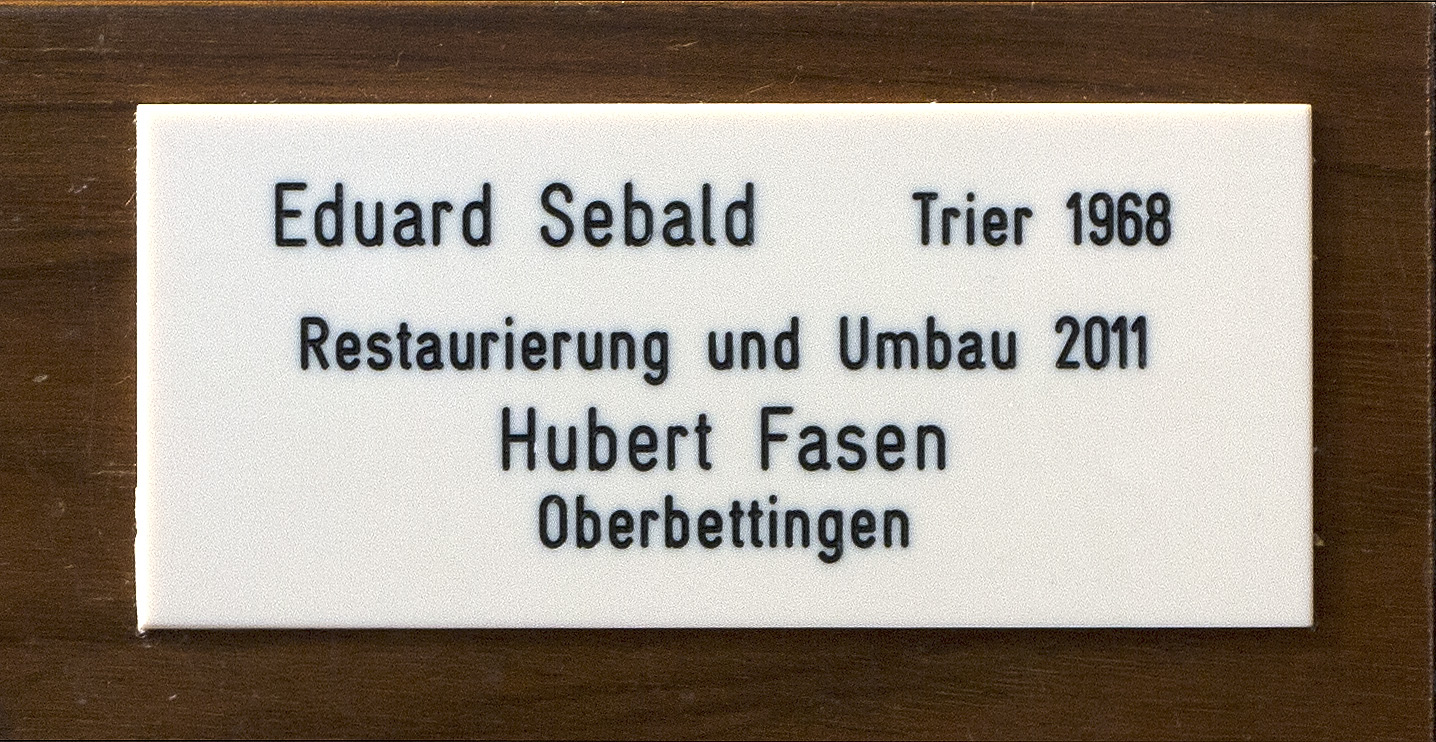 Eduard Sebald Trier 1968
Restaurierung und Umbau 2011
Hubert Fasen
Oberbettingen